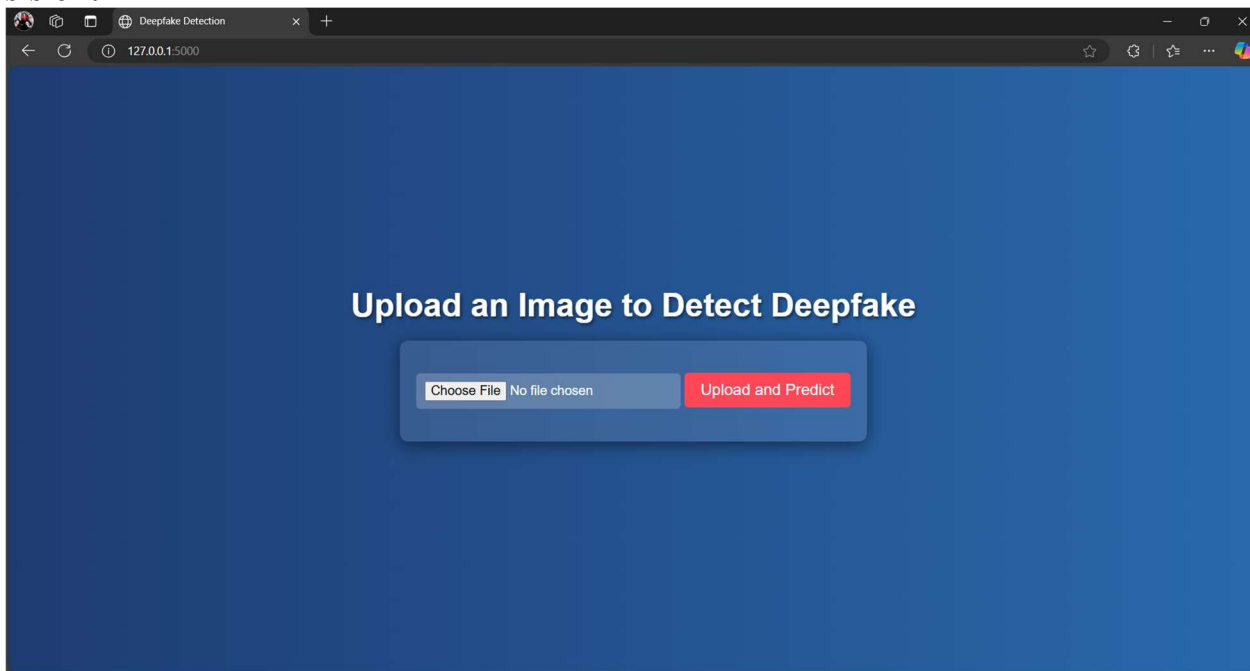 Deepfake Detection
127.0.0.1:5000
Upload an Image to Detect Deepfake
Choose File No file chosen Upload and Predict